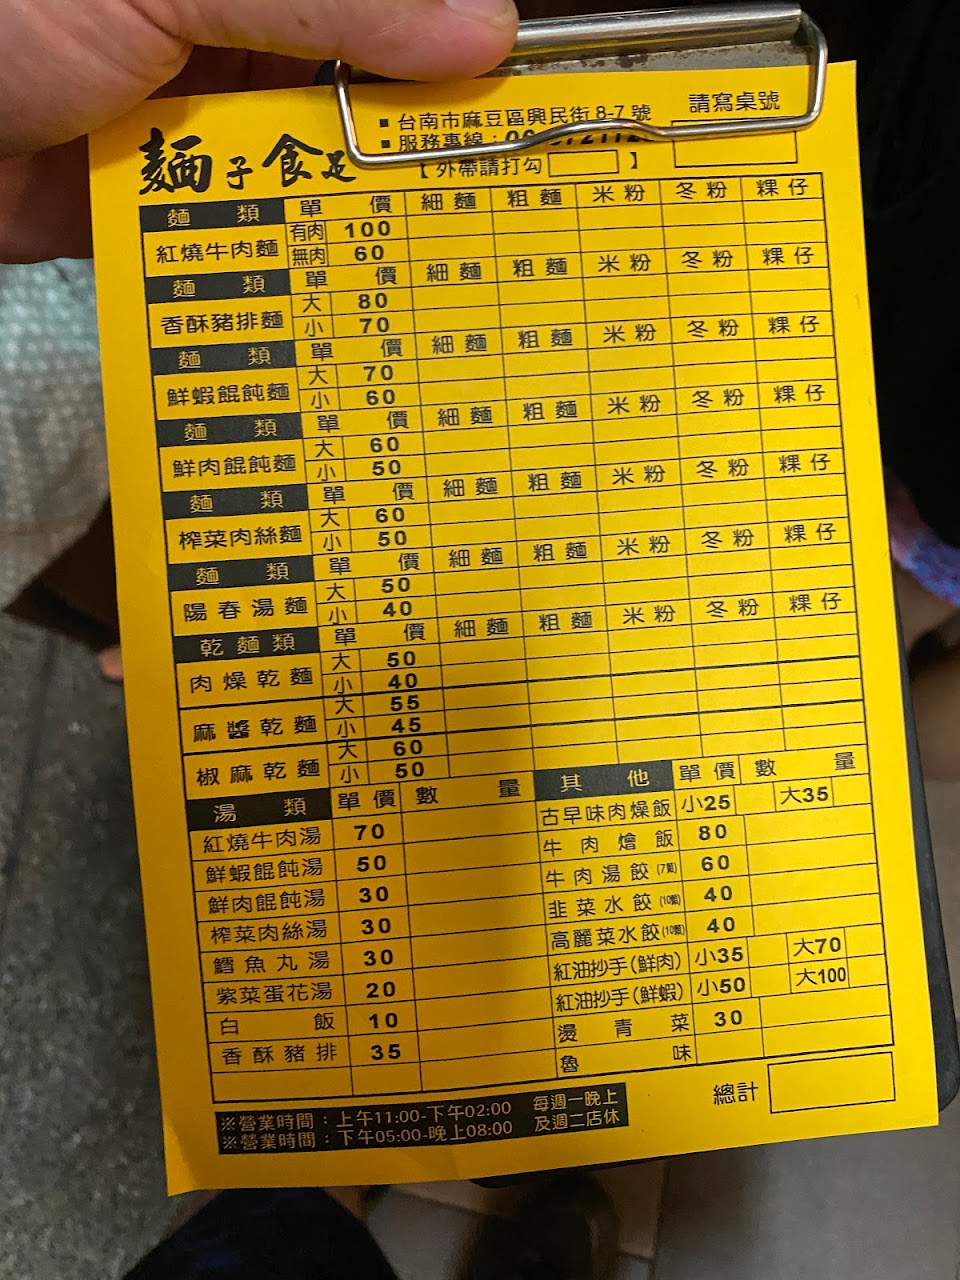 麵子食足
■ 台南市麻豆區興民街8-7號
■ 服務專線：
【 外帶請打勾 】
請寫桌號
麵類 單價 細麵 粗麵 米粉 冬粉 粿仔
紅燒牛肉麵 有肉 100
無肉 60
麵類 單價 細麵 粗麵 米粉 冬粉 粿仔
香酥豬排麵 大 80
小 70
麵類 單價 細麵 粗麵 米粉 冬粉 粿仔
鮮蝦餛飩麵 大 70
小 60
麵類 單價 細麵 粗麵 米粉 冬粉 粿仔
鮮肉餛飩麵 大 60
小 50
麵類 單價 細麵 粗麵 米粉 冬粉 粿仔
榨菜肉絲麵 大 60
小 50
麵類 單價 細麵 粗麵 米粉 冬粉 粿仔
陽春湯麵 大 50
小 40
乾麵類 單價 細麵 粗麵 米粉 冬粉 粿仔
肉燥乾麵 大 50
小 40
麻醬乾麵 大 55
小 45
椒麻乾麵 大 60
小 50
湯類 單價 數量
紅燒牛肉湯 70
鮮蝦餛飩湯 50
鮮肉餛飩湯 30
榨菜肉絲湯 30
鱈魚丸湯 30
紫菜蛋花湯 20
白飯 10
香酥豬排 35
其他 單價 數量
古早味肉燥飯 小25 大35
牛肉燴飯 80
牛肉湯餃(7顆) 60
韭菜水餃(10顆) 40
高麗菜水餃(10顆) 40
紅油抄手(鮮肉) 小35 大70
紅油抄手(鮮蝦) 小50 大100
燙青菜 30
魯味
總計
※營業時間：上午11:00-下午02:00 每週一晚上
※營業時間：下午05:00-晚上08:00 及週二店休